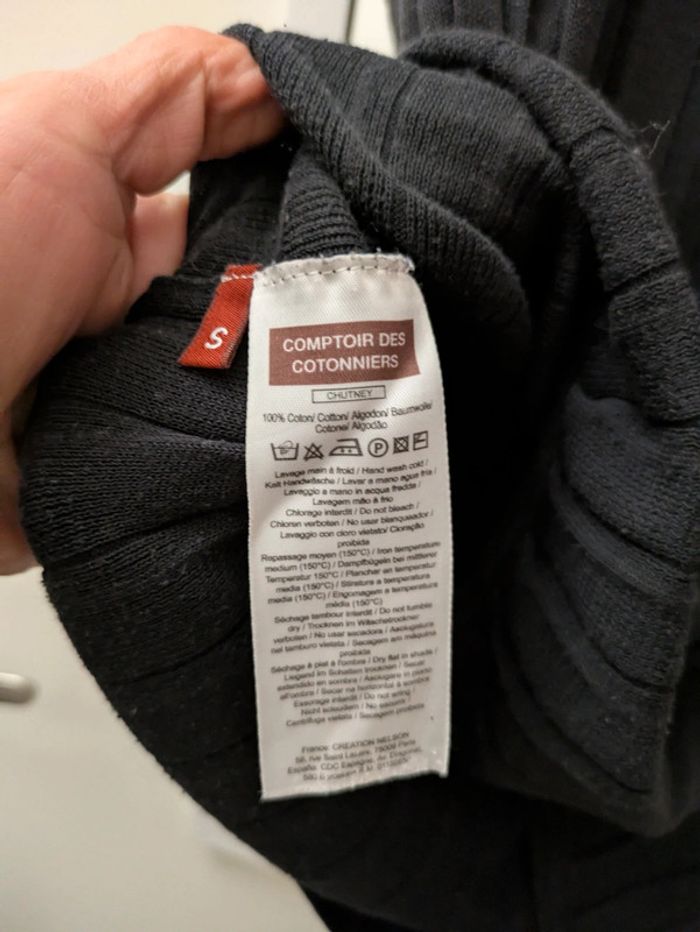 S
COMPTOIR DES
COTONNIERS
CHUTNEY
100% Coton/ Cotton/ Algodon/ Baumwolle/
Cotone/ Algodão
P
Lavage main à froid / Hand wash cold /
Kalt Handwäsche / Lavar a mano agua fria /
Lavaggio a mano in acqua fredda /
Lavagem mão à frio
Chlorage interdit / Do not bleach /
Chloren verboten / No usar blanqueador/
Lavaggio con cloro vietato/ Cloração
proibida
Repassage moyen (150°C) / Iron temperature
medium (150°C) / Dampfbügeln bei mittlerer
Temperatur 150°C / Planchar en temperatur
media (150°C) / Stiratura a temperatura
media (150°C) / Engomagem a temperatura
média (150°C)
Séchage tambour interdit / Do not tumble
dry / Trocknen im Wäschetrockner
verboten / No usar secadora / Asciugatura
nel tamburo vietata / Secagem am máquina
proibida
Séchage à plat à l'ombre / Dry flat in shade /
Liegend im Schatten trocknen / Secar
extendido en sombra / Asciugare in piano
all'ombra / Secar na horizontal à sombra
Essorage interdit / Do not wring /
Nicht schleudern / No escurrir /
Centrifuga vietata / Secagem proibida
France: CREATION NELSON
58, rue Saint Lazare, 75009 Paris
España: CDC Espagne, Av. Diagonal,